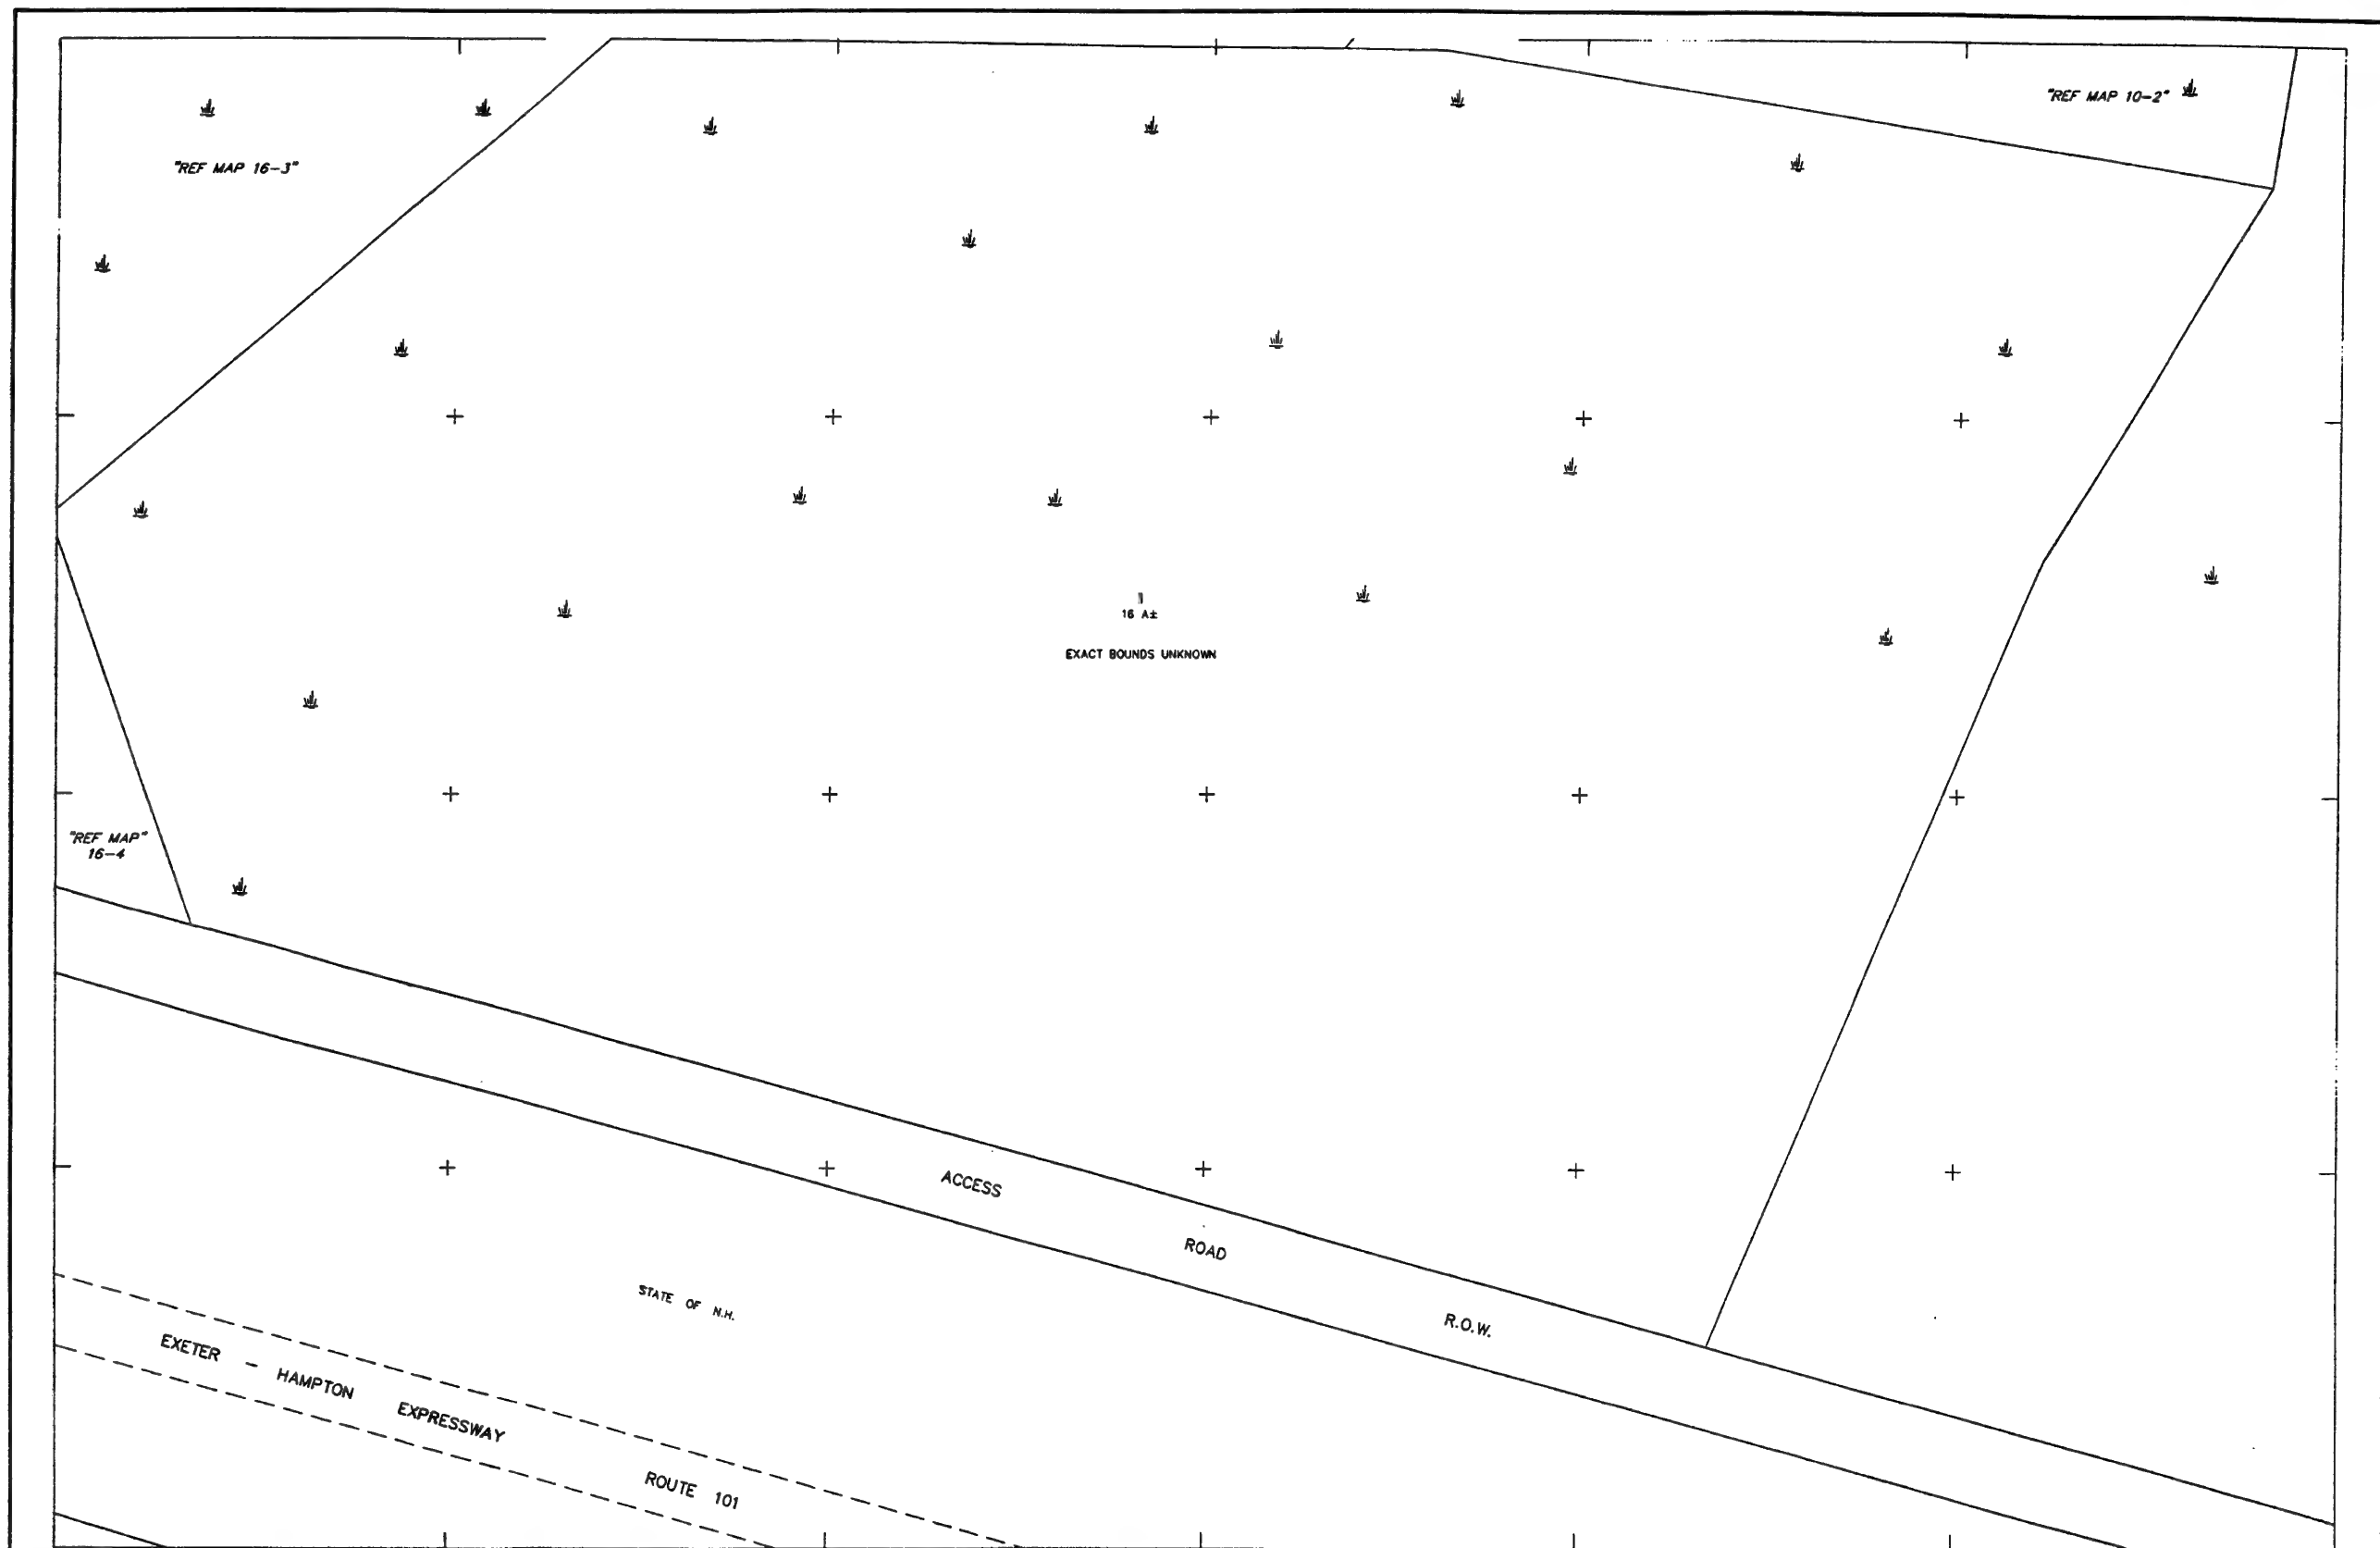 "REF MAP 10-2"
"REF MAP 16-3"
1
16 A±
EXACT BOUNDS UNKNOWN
"REF MAP"
16-4
ACCESS ROAD R.O.W.
STATE OF N.H.
EXETER - HAMPTON EXPRESSWAY
ROUTE 101